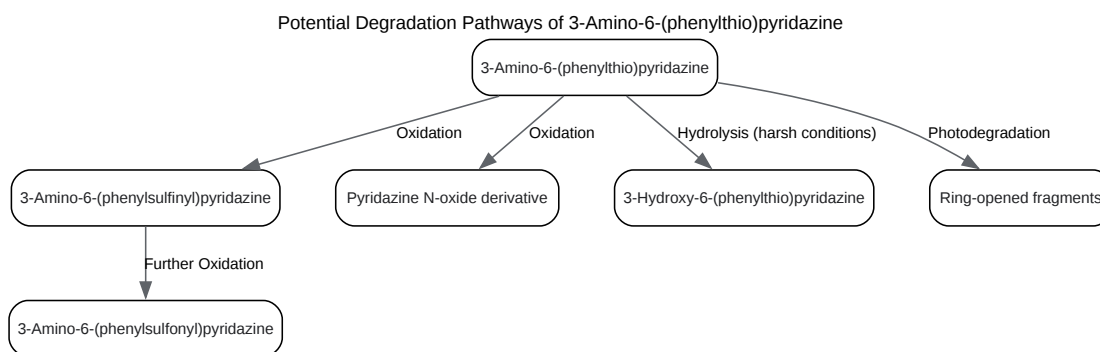 Potential Degradation Pathways of 3-Amino-6-(phenylthio)pyridazine
3-Amino-6-(phenylthio)pyridazine
Oxidation
Oxidation
Hydrolysis (harsh conditions)
Photodegradation
3-Amino-6-(phenylsulfinyl)pyridazine
Pyridazine N-oxide derivative
3-Hydroxy-6-(phenylthio)pyridazine
Ring-opened fragments
Further Oxidation
3-Amino-6-(phenylsulfonyl)pyridazine